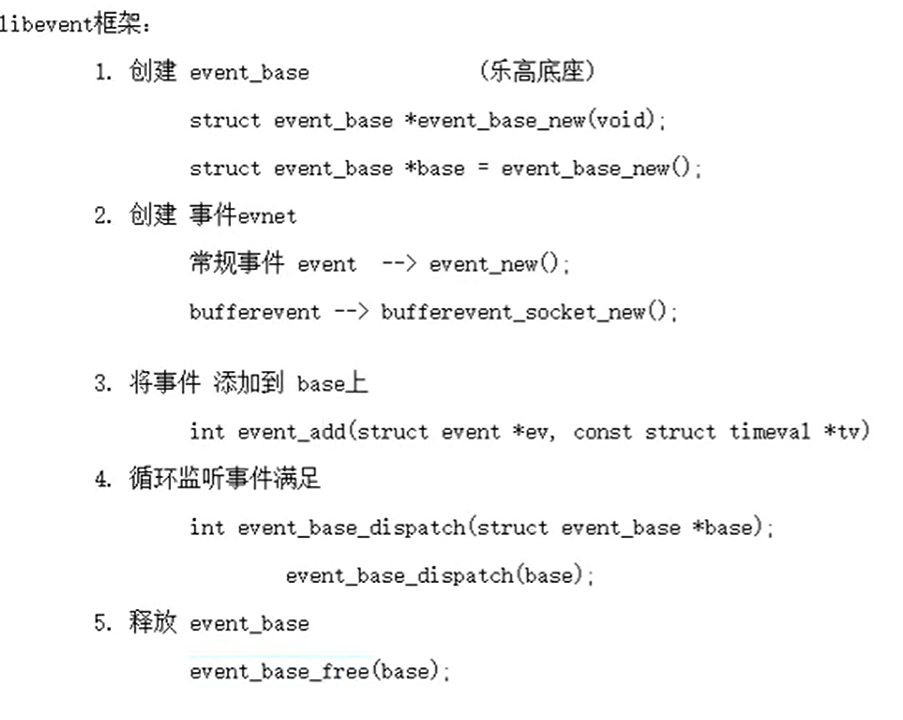 libevent框架:
1. 创建 event_base (乐高底座)
struct event_base *event_base_new(void);
struct event_base *base = event_base_new();
2. 创建 事件evnet
常规事件 event --> event_new();
bufferevent --> bufferevent_socket_new();
3. 将事件 添加到 base上
int event_add(struct event *ev, const struct timeval *tv)
4. 循环监听事件满足
int event_base_dispatch(struct event_base *base);
event_base_dispatch(base);
5. 释放 event_base
event_base_free(base);